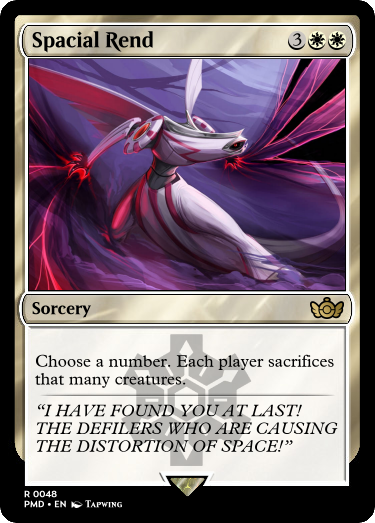 Spacial Rend 3
Sorcery
Choose a number. Each player sacrifices
that many creatures.
“I HAVE FOUND YOU AT LAST!
THE DEFILERS WHO ARE CAUSING
THE DISTORTION OF SPACE!”
R 0048
PMD • EN TAPWING